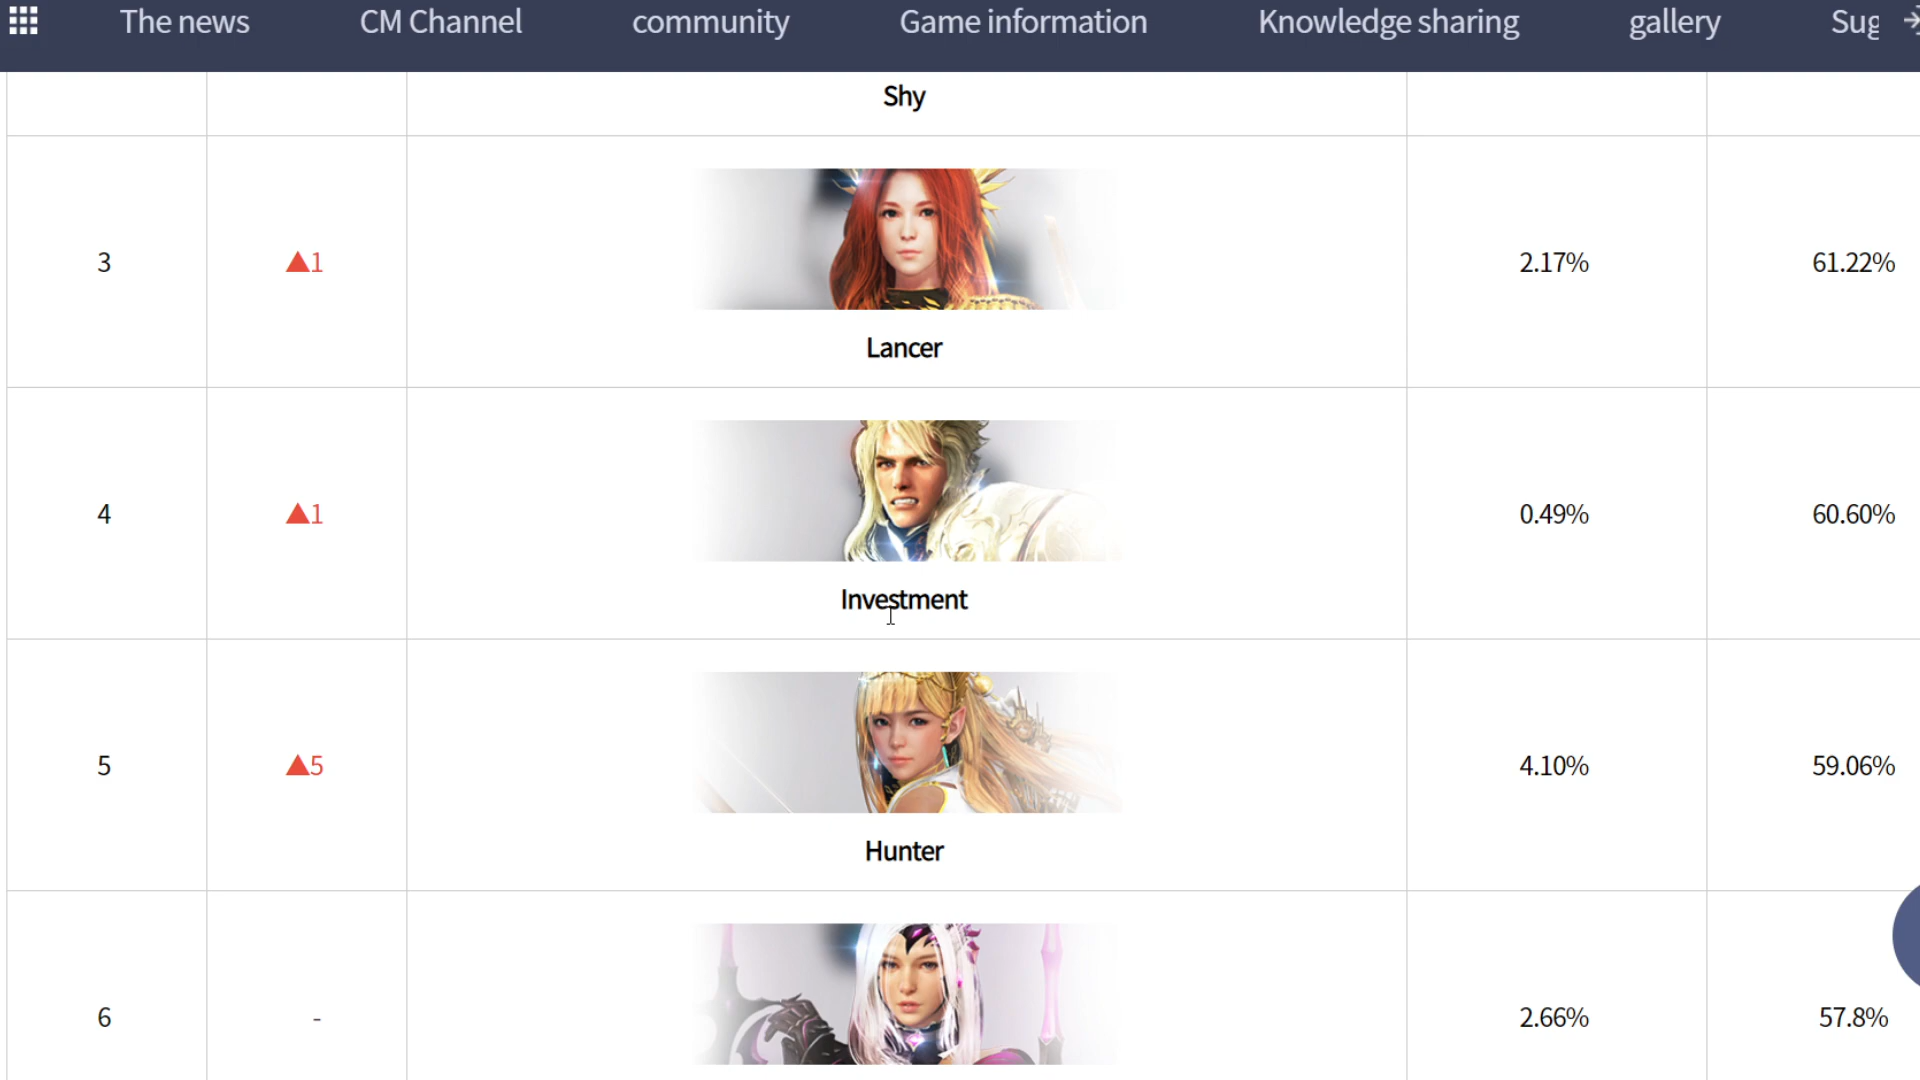 The news CM Channel community Game information Knowledge sharing gallery Sug
Shy
3 ▲1 2.17% 61.22%
Lancer
4 ▲1 0.49% 60.60%
Investment
5 ▲5 4.10% 59.06%
Hunter
6 - 2.66% 57.8%